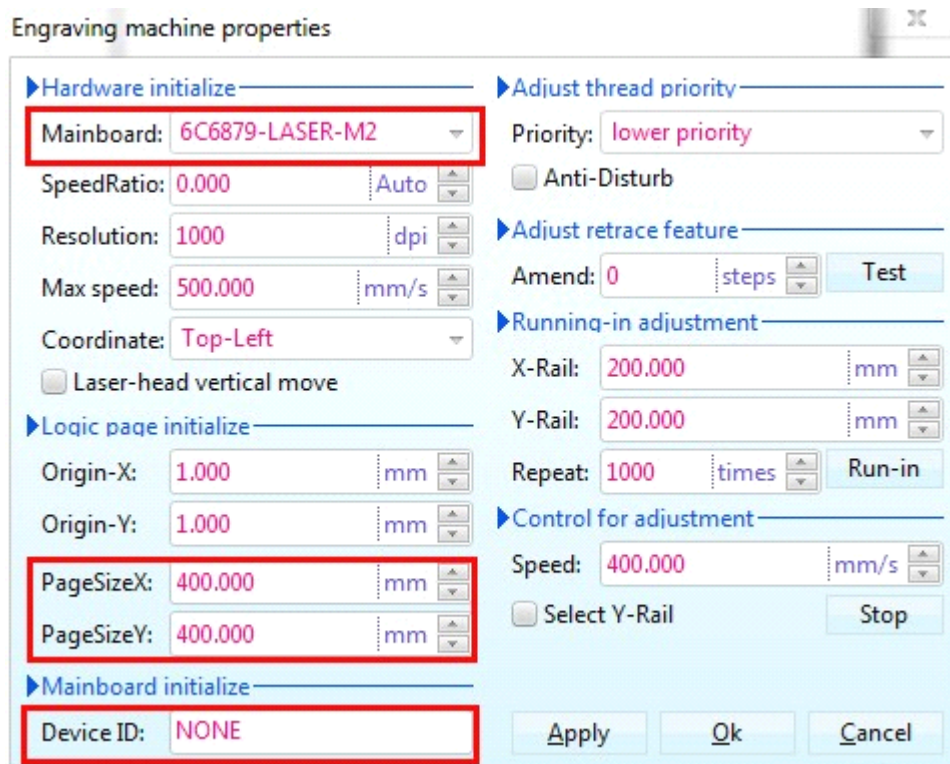 Engraving machine properties
Hardware initialize
Mainboard: 6C6879-LASER-M2
SpeedRatio: 0.000 Auto
Resolution: 1000 dpi
Max speed: 500.000 mm/s
Coordinate: Top-Left
Laser-head vertical move
Logic page initialize
Origin-X: 1.000 mm
Origin-Y: 1.000 mm
PageSizeX: 400.000 mm
PageSizeY: 400.000 mm
Mainboard initialize
Device ID: NONE
Adjust thread priority
Priority: lower priority
Anti-Disturb
Adjust retrace feature
Amend: 0 steps Test
Running-in adjustment
X-Rail: 200.000 mm
Y-Rail: 200.000 mm
Repeat: 1000 times Run-in
Control for adjustment
Speed: 400.000 mm/s
Select Y-Rail Stop
Apply Ok Cancel